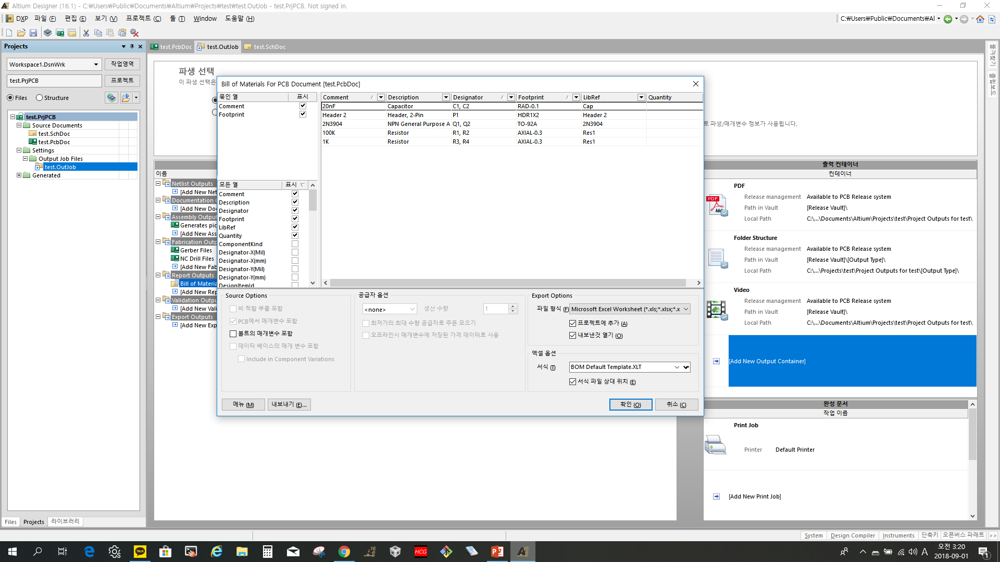 Altium Designer (16.1) - C:₩Users₩Public₩Documents₩Altium₩Projects₩test₩test.OutJob - test.PrjPCB. Not signed in.
DXP 파일 (F) 편집 (E) 보기 (V) 프로젝트 (C) 툴 (T) Window 도움말 (H)
C:₩Users₩Public₩Documents₩Al
Projects
test.PcbDoc test.OutJob test.SchDoc
즐겨찾기
클립보드
Workspace1.DsnWrk 작업영역
test.PrjPCB 프로젝트
Files Structure
test.PrjPCB
Source Documents
test.SchDoc
test.PcbDoc
Settings
Output Job Files
test.OutJob
Generated
Files Projects 라이브러리
파생 선택
이 파생 선택은
로 파생/매개변수 정보가 사용됩니다.
이름
Netlist Outputs
[Add New Net
Documentation O
[Add New Doc
Assembly Output
Generates pic
[Add New Ass
Fabrication Outp
Gerber Files
NC Drill Files
[Add New Fab
Report Outputs
Bill of Materia
[Add New Rep
Validation Outpu
[Add New Vali
Export Outputs
[Add New Exp
Bill of Materials For PCB Document [test.PcbDoc]
묶인 열 표시
Comment
Footprint
모든 열 표시
Comment
Description
Designator
Footprint
LibRef
Quantity
ComponentKind
Designator-X(Mil)
Designator-X(mm)
Designator-Y(Mil)
Designator-Y(mm)
DesignItemId
Comment Description Designator Footprint LibRef Quantity
20nF Capacitor C1, C2 RAD-0.1 Cap
Header 2 Header, 2-Pin P1 HDR1X2 Header 2
2N3904 NPN General Purpose A Q1, Q2 TO-92A 2N3904
100K Resistor R1, R2 AXIAL-0.3 Res1
1K Resistor R3, R4 AXIAL-0.3 Res1
Source Options
비 적합 부품 포함
PCB에서 매개변수 포함
볼트의 매개변수 포함
데이터 베이스의 매개 변수 포함
Include in Component Variations
공급자 옵션
<none> 생산 수량 1
최저가의 최대 수량 공급자로 주문 모으기
오프라인시 매개변수에 저장된 가격 데이터로 사용
Export Options
파일 형식 (F) Microsoft Excel Worksheet (*.xls;*.xlsx;*.x
프로젝트에 추가 (A)
내보낸것 열기 (O)
엑셀 옵션
서식 (T) BOM Default Template.XLT
서식 파일 상대 위치 (E)
메뉴 (M) 내보내기 (E)... 확인 (O) 취소 (C)
출력 컨테이너
컨테이너
PDF
Release management Available to PCB Release system
Path in Vault [Release Vault]\
Local Path C:\...\Documents\Altium\Projects\test\Project Outputs for test\
PDF
Adobe
Folder Structure
Release management Available to PCB Release system
Path in Vault [Release Vault]\[Output Type]\
Local Path C:\...\Projects\test\Project Outputs for test\[Output Type]\
Video
Release management Available to PCB Release system
Path in Vault [Release Vault]\
Local Path C:\...\Documents\Altium\Projects\test\Project Outputs for test\
[Add New Output Container]
완성 문서
작업 이름
Print Job
Printer Default Printer
[Add New Print Job]
System Design Compiler Instruments 단축키 오픈버스 파래트 >>
TALK
HCG
A
오전 3:20
2018-09-01
1